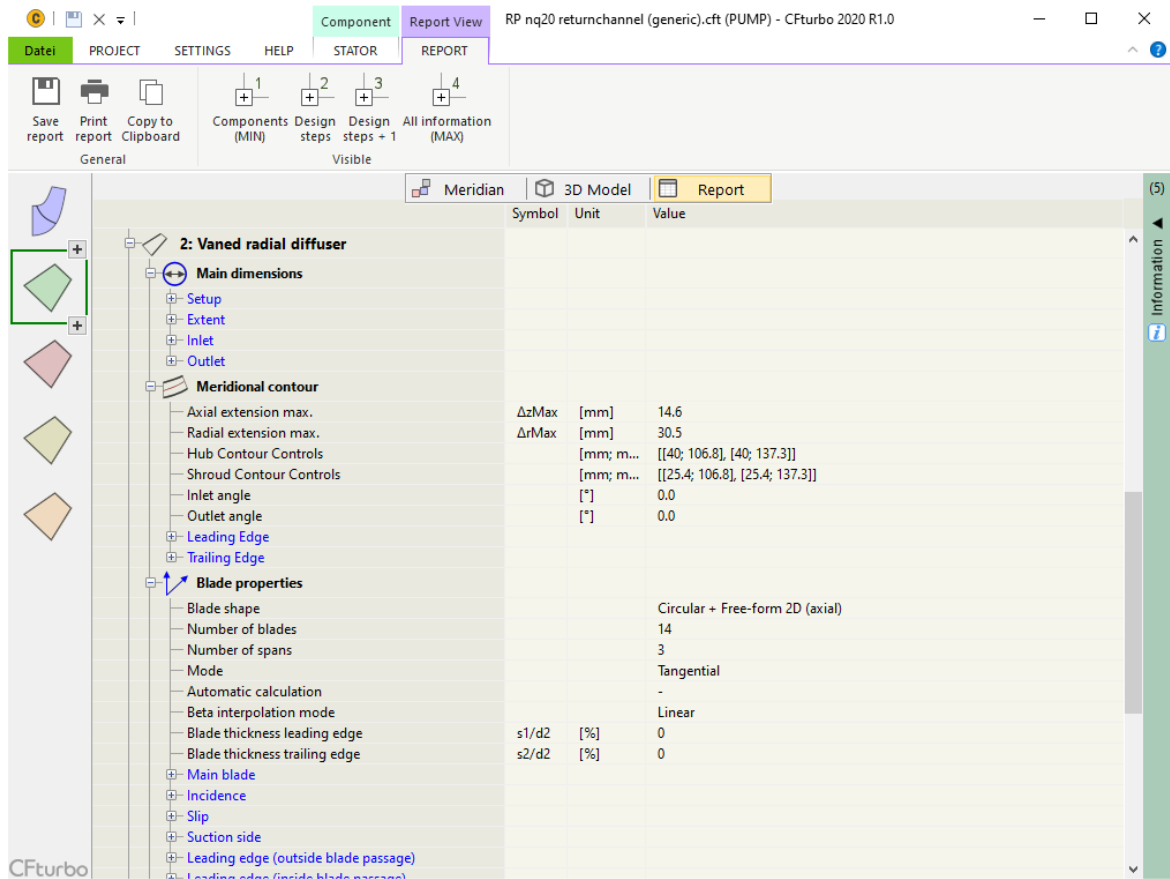 Component Report View RP nq20 returnchannel (generic).cft (PUMP) - CFturbo 2020 R1.0
Datei PROJECT SETTINGS HELP STATOR REPORT
1 2 3 4
Save Print Copy to Components Design Design All information
report report Clipboard (MIN) steps steps + 1 (MAX)
General Visible
Meridian 3D Model Report
(5)
Information
Symbol Unit Value
2: Vaned radial diffuser
Main dimensions
Setup
Extent
Inlet
Outlet
Meridional contour
Axial extension max. ΔzMax [mm] 14.6
Radial extension max. ΔrMax [mm] 30.5
Hub Contour Controls [mm; m... [[40; 106.8], [40; 137.3]]
Shroud Contour Controls [mm; m... [[25.4; 106.8], [25.4; 137.3]]
Inlet angle [°] 0.0
Outlet angle [°] 0.0
Leading Edge
Trailing Edge
Blade properties
Blade shape Circular + Free-form 2D (axial)
Number of blades 14
Number of spans 3
Mode Tangential
Automatic calculation -
Beta interpolation mode Linear
Blade thickness leading edge s1/d2 [%] 0
Blade thickness trailing edge s2/d2 [%] 0
Main blade
Incidence
Slip
Suction side
Leading edge (outside blade passage)
Leading edge (inside blade passage)
CFturbo